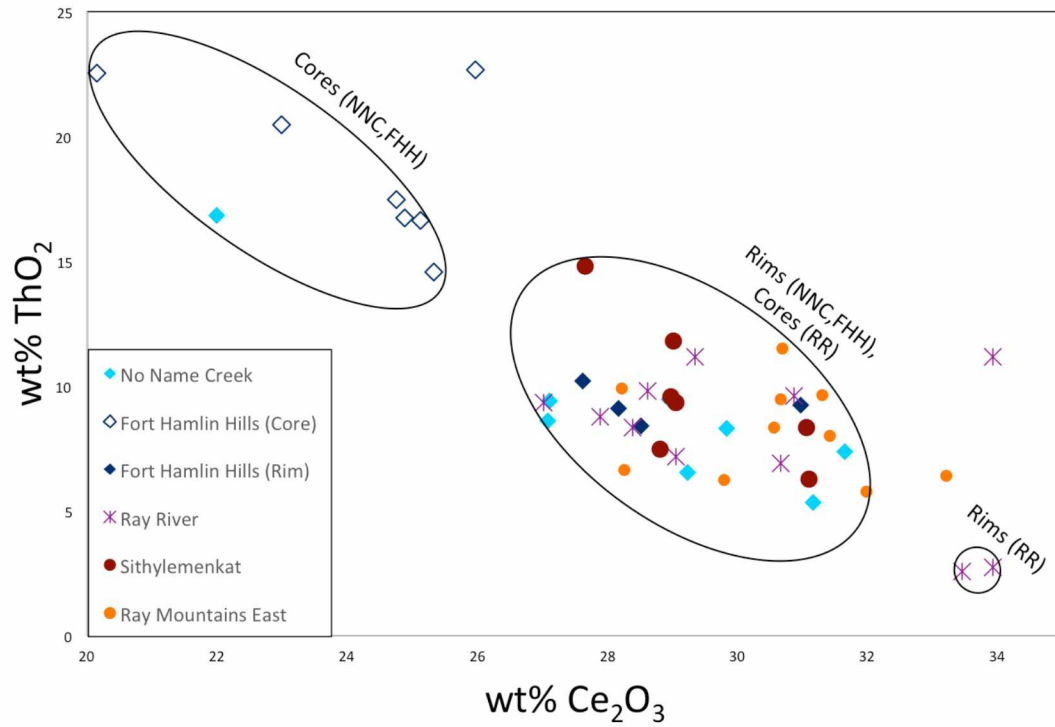 25
20
15
10
5
0
wt% ThO₂
Cores (NNC,FHH)
Rims (NNC,FHH),
Cores (RR)
Rims (RR)
No Name Creek
Fort Hamlin Hills (Core)
Fort Hamlin Hills (Rim)
Ray River
Sithylemenkat
Ray Mountains East
20 22 24 26 28 30 32 34
wt% Ce₂O₃